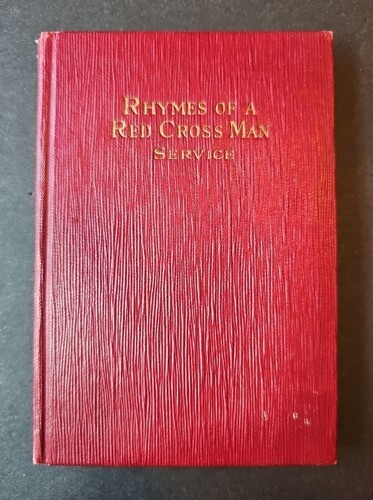 RHYMES OF A
RED CROSS MAN
SERVICE